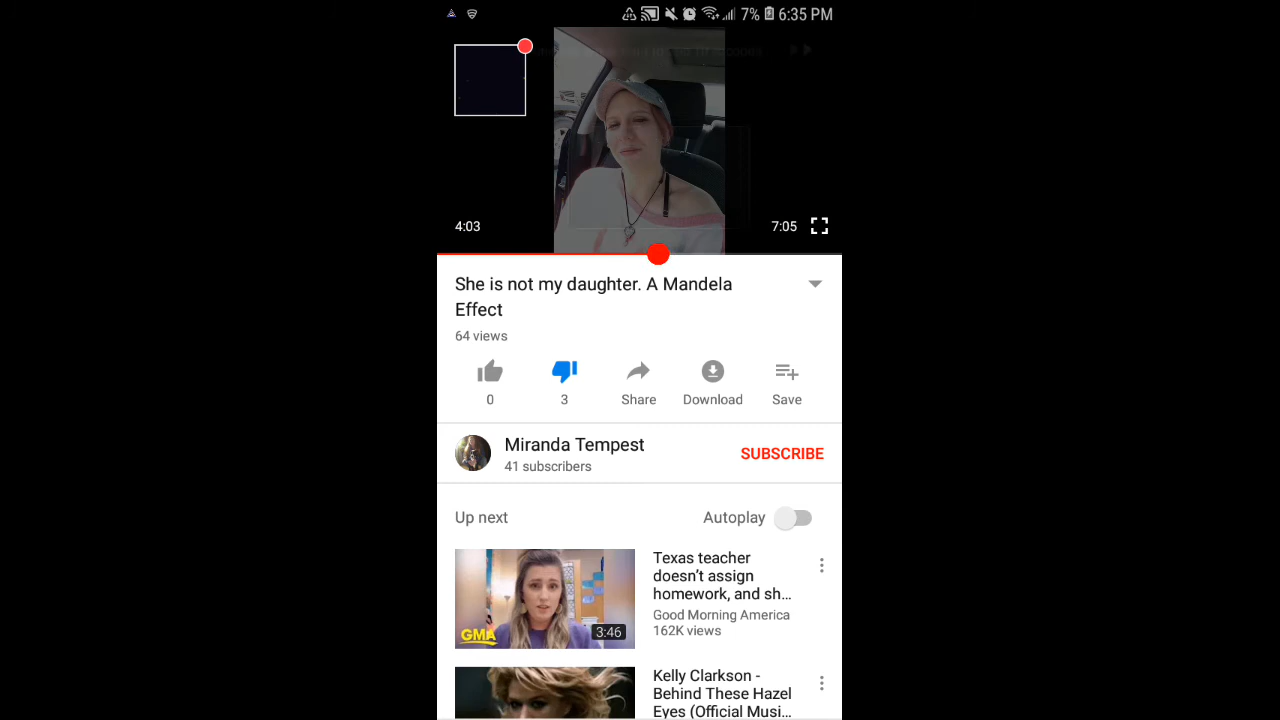 7% 6:35 PM
4:03 7:05
She is not my daughter. A Mandela
Effect
64 views
0 3 Share Download Save
Miranda Tempest SUBSCRIBE
41 subscribers
Up next Autoplay
Texas teacher
doesn't assign
homework, and sh...
Good Morning America
162K views
GMA 3:46
Kelly Clarkson -
Behind These Hazel
Eyes (Official Musi...